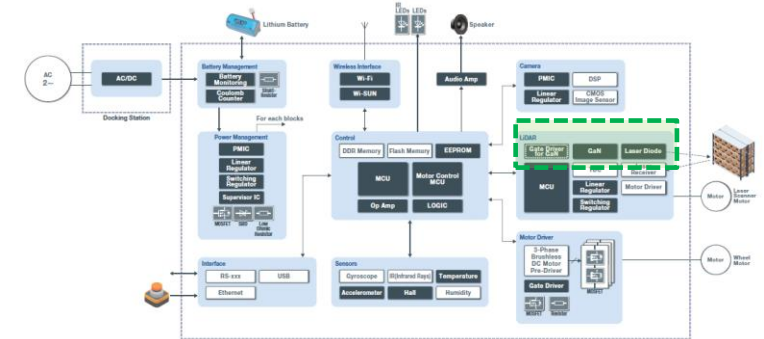 IR
LEDs LEDs
Lithium Battery
Speaker
AC
2~
AC/DC
Docking Station
Battery Management
Battery
Monitoring
Coulomb
Counter
Shunt
Resistor
Wireless Interface
Wi-Fi
Wi-SUN
Audio Amp
Camera
PMIC
DSP
Linear
Regulator
CMOS
Image Sensor
For each blocks
Power Management
PMIC
Linear
Regulator
Switching
Regulator
Supervisor IC
MOSFET
SBD
Low
Ohmic
Resistor
Control
DDR Memory
Flash Memory
EEPROM
MCU
Motor Control
MCU
Op Amp
LOGIC
LiDAR
Gate Driver
for GaN
GaN
Laser Diode
MCU
Receiver
Linear
Regulator
Motor Driver
Switching
Regulator
Motor
Laser
Scanner
Motor
Interface
RS-xxx
USB
Ethernet
Sensors
Gyroscope
IR(Infrared Rays)
Temperature
Accelerometer
Hall
Humidity
Motor Driver
3-Phase
Brushless
DC Motor
Pre-Driver
Gate Driver
MOSFET
Resistor
MOSFET
Motor
Wheel
Motor